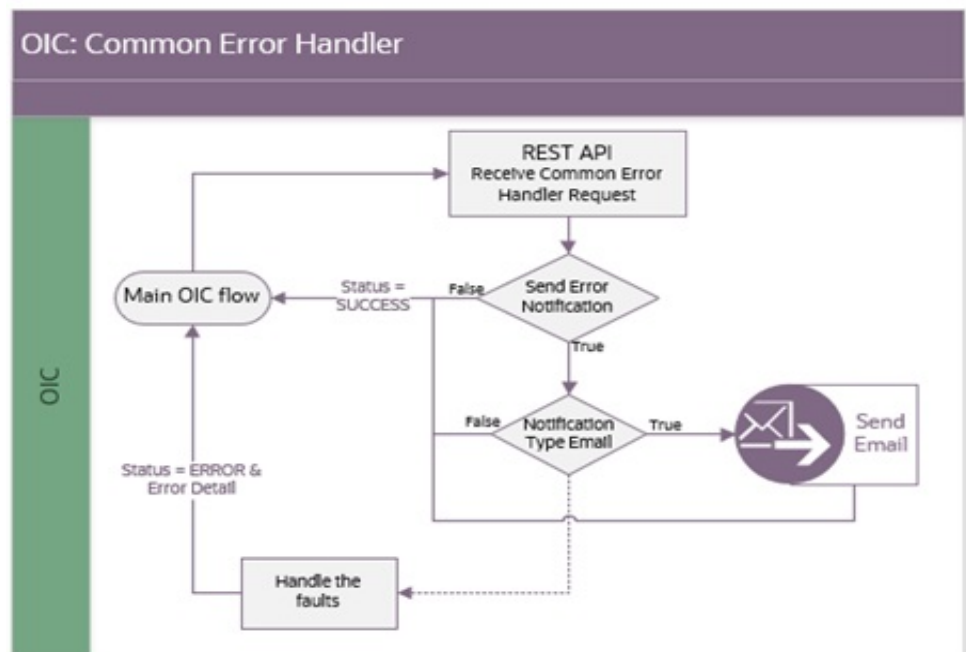 OIC: Common Error Handler
REST API
Receive Common Error
Handler Request
Main OIC flow
Status =
SUCCESS
False
Send Error
Notification
True
OIC
False
Notification
Type Email
True
Send
Email
Status = ERROR &
Error Detail
Handle the
faults